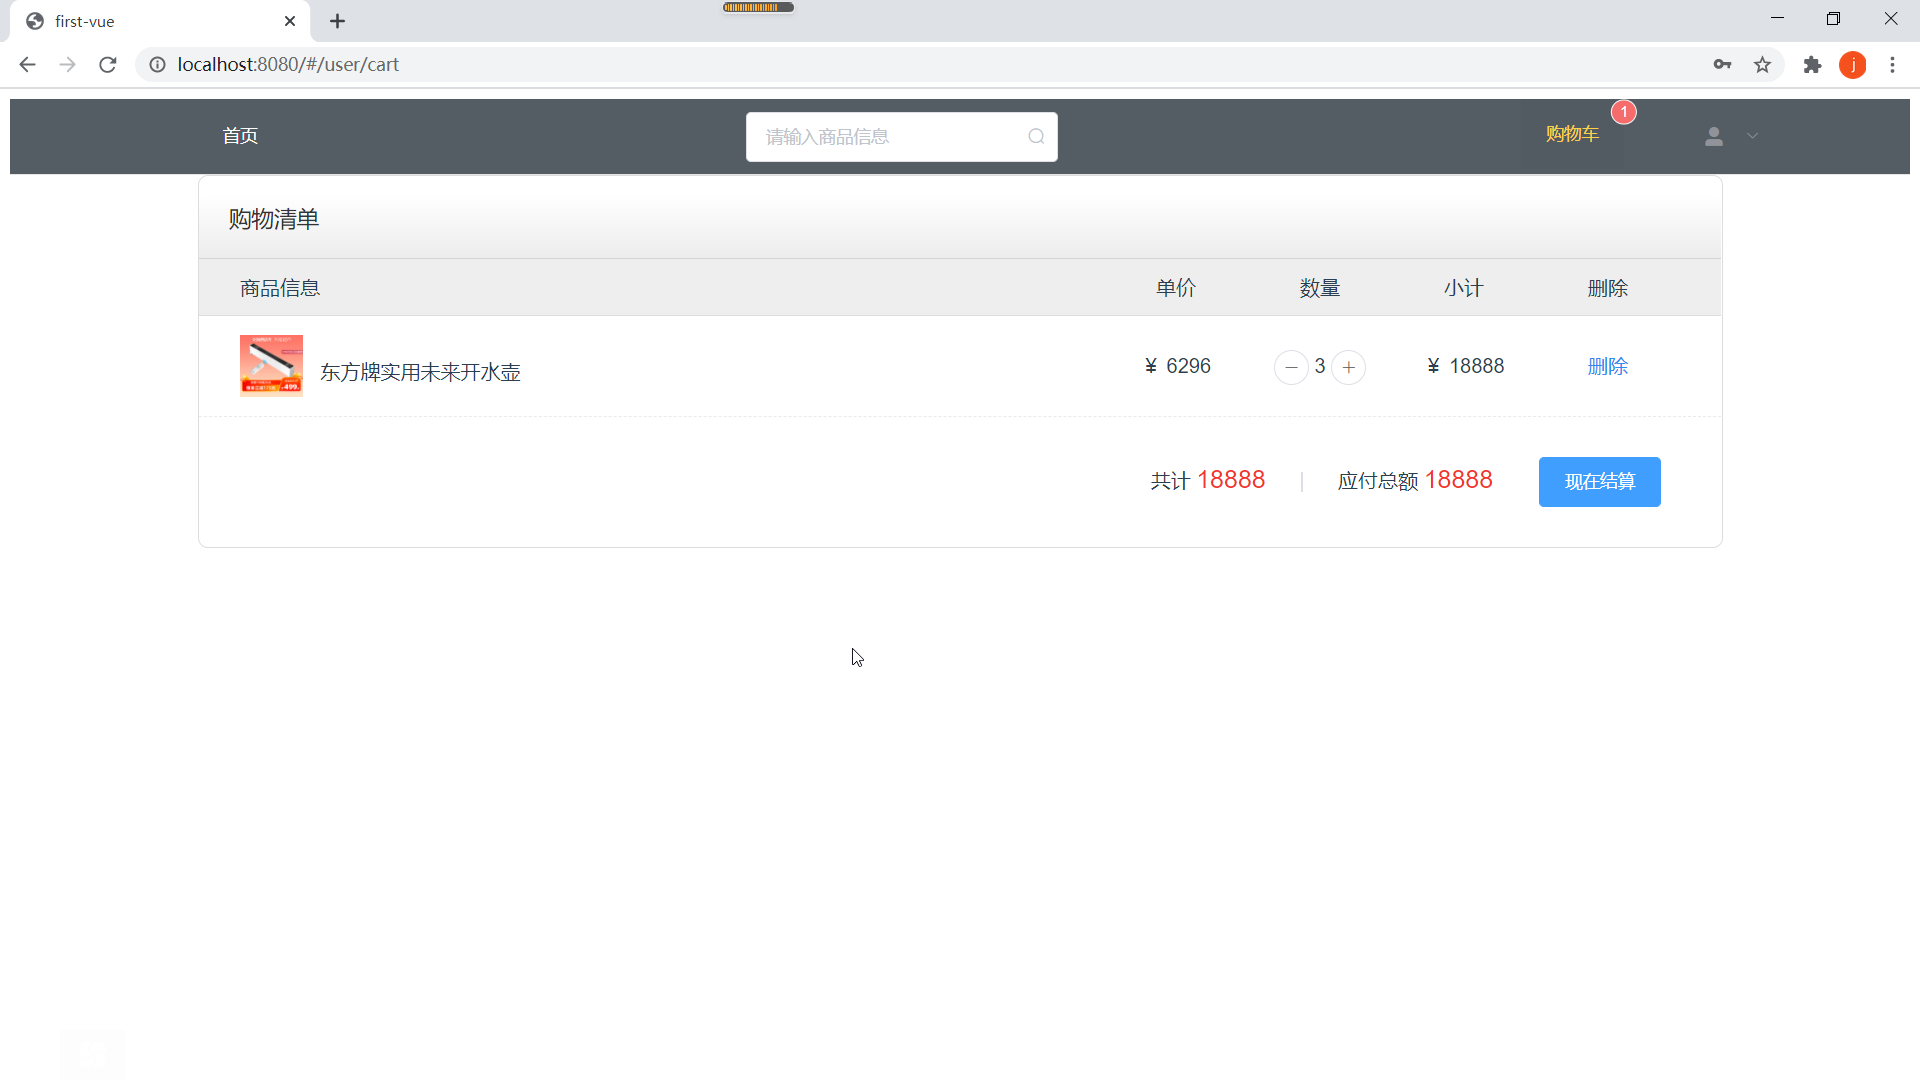 first-vue
localhost:8080/#/user/cart
j
首页
请输入商品信息
购物车
1
购物清单
商品信息 单价 数量 小计 删除
东方牌实用未来开水壶 ¥ 6296 3 ¥ 18888 删除
499.
共计 18888 应付总额 18888 现在结算